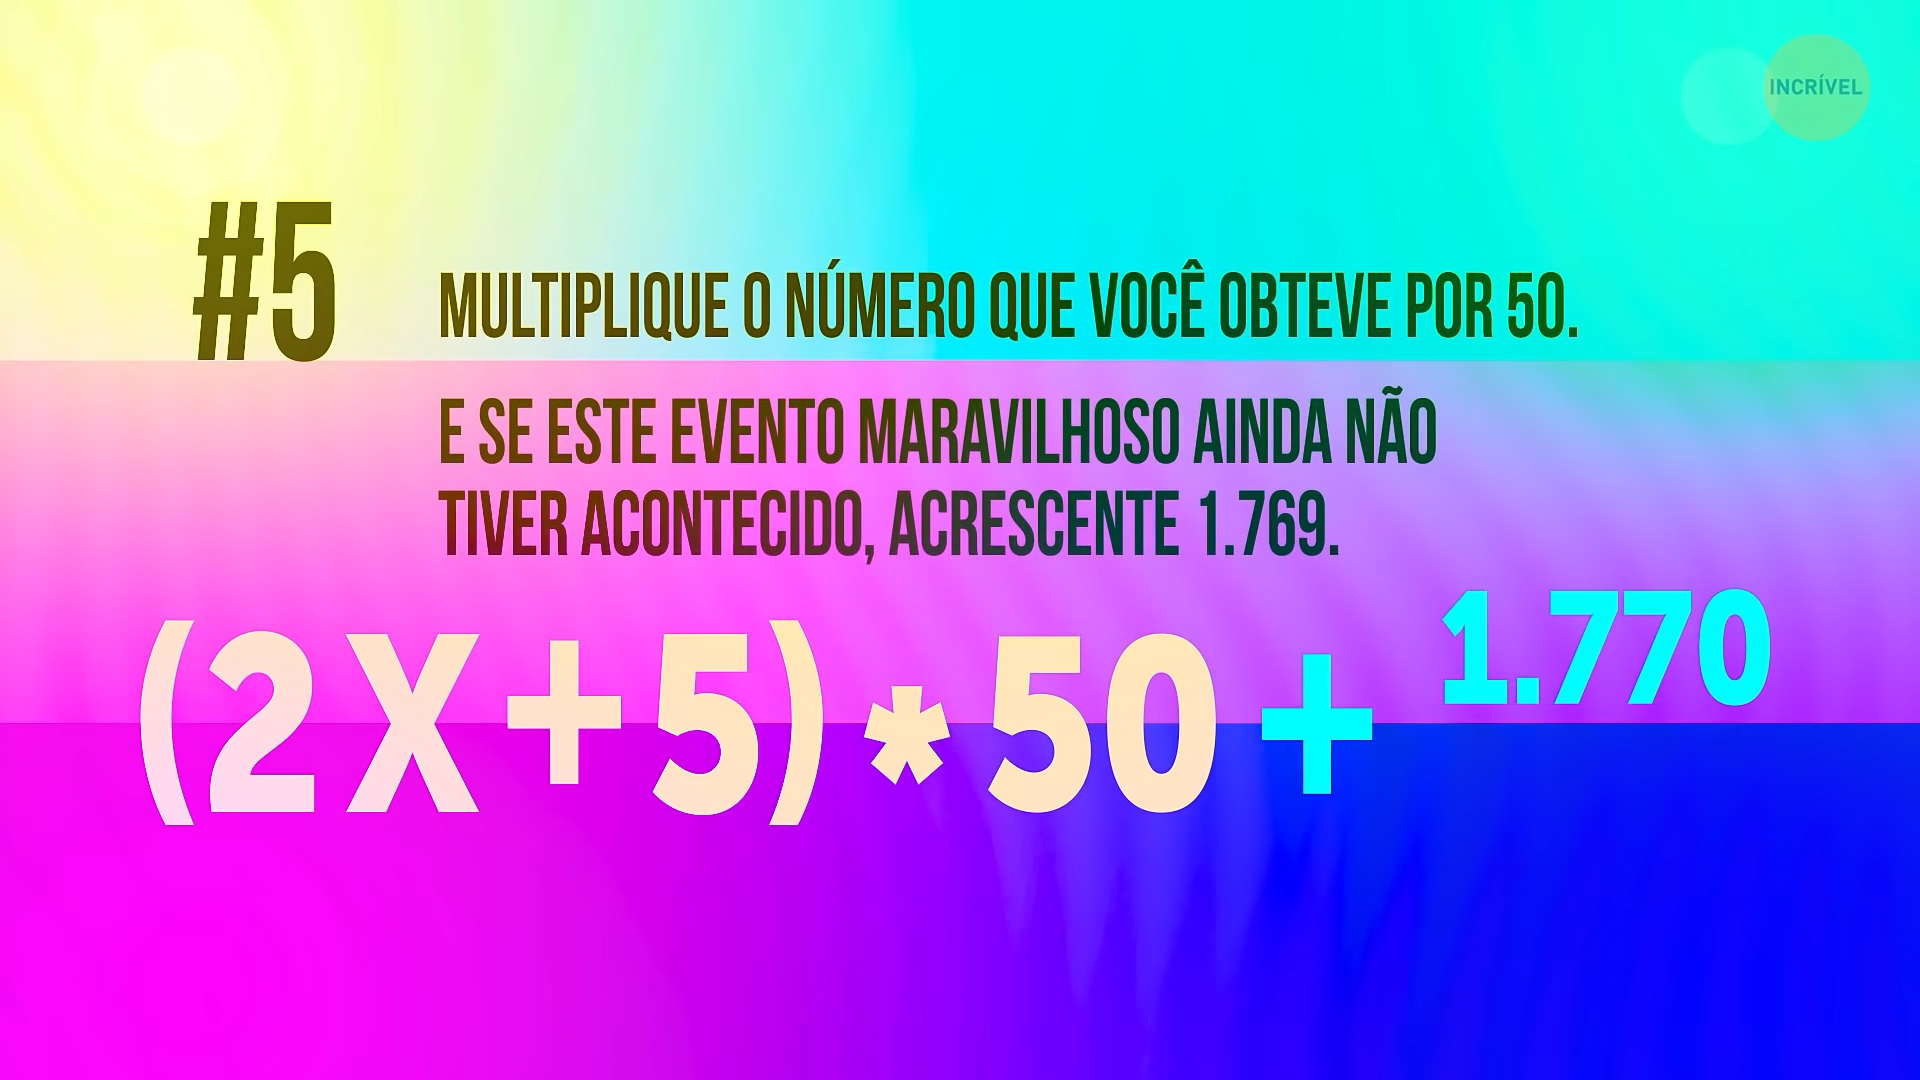 INCRÍVEL
#5
MULTIPLIQUE O NÚMERO QUE VOCÊ OBTEVE POR 50.
E SE ESTE EVENTO MARAVILHOSO AINDA NÃO
TIVER ACONTECIDO, ACRESCENTE 1.769.
(2X+5)*50+ 1.770